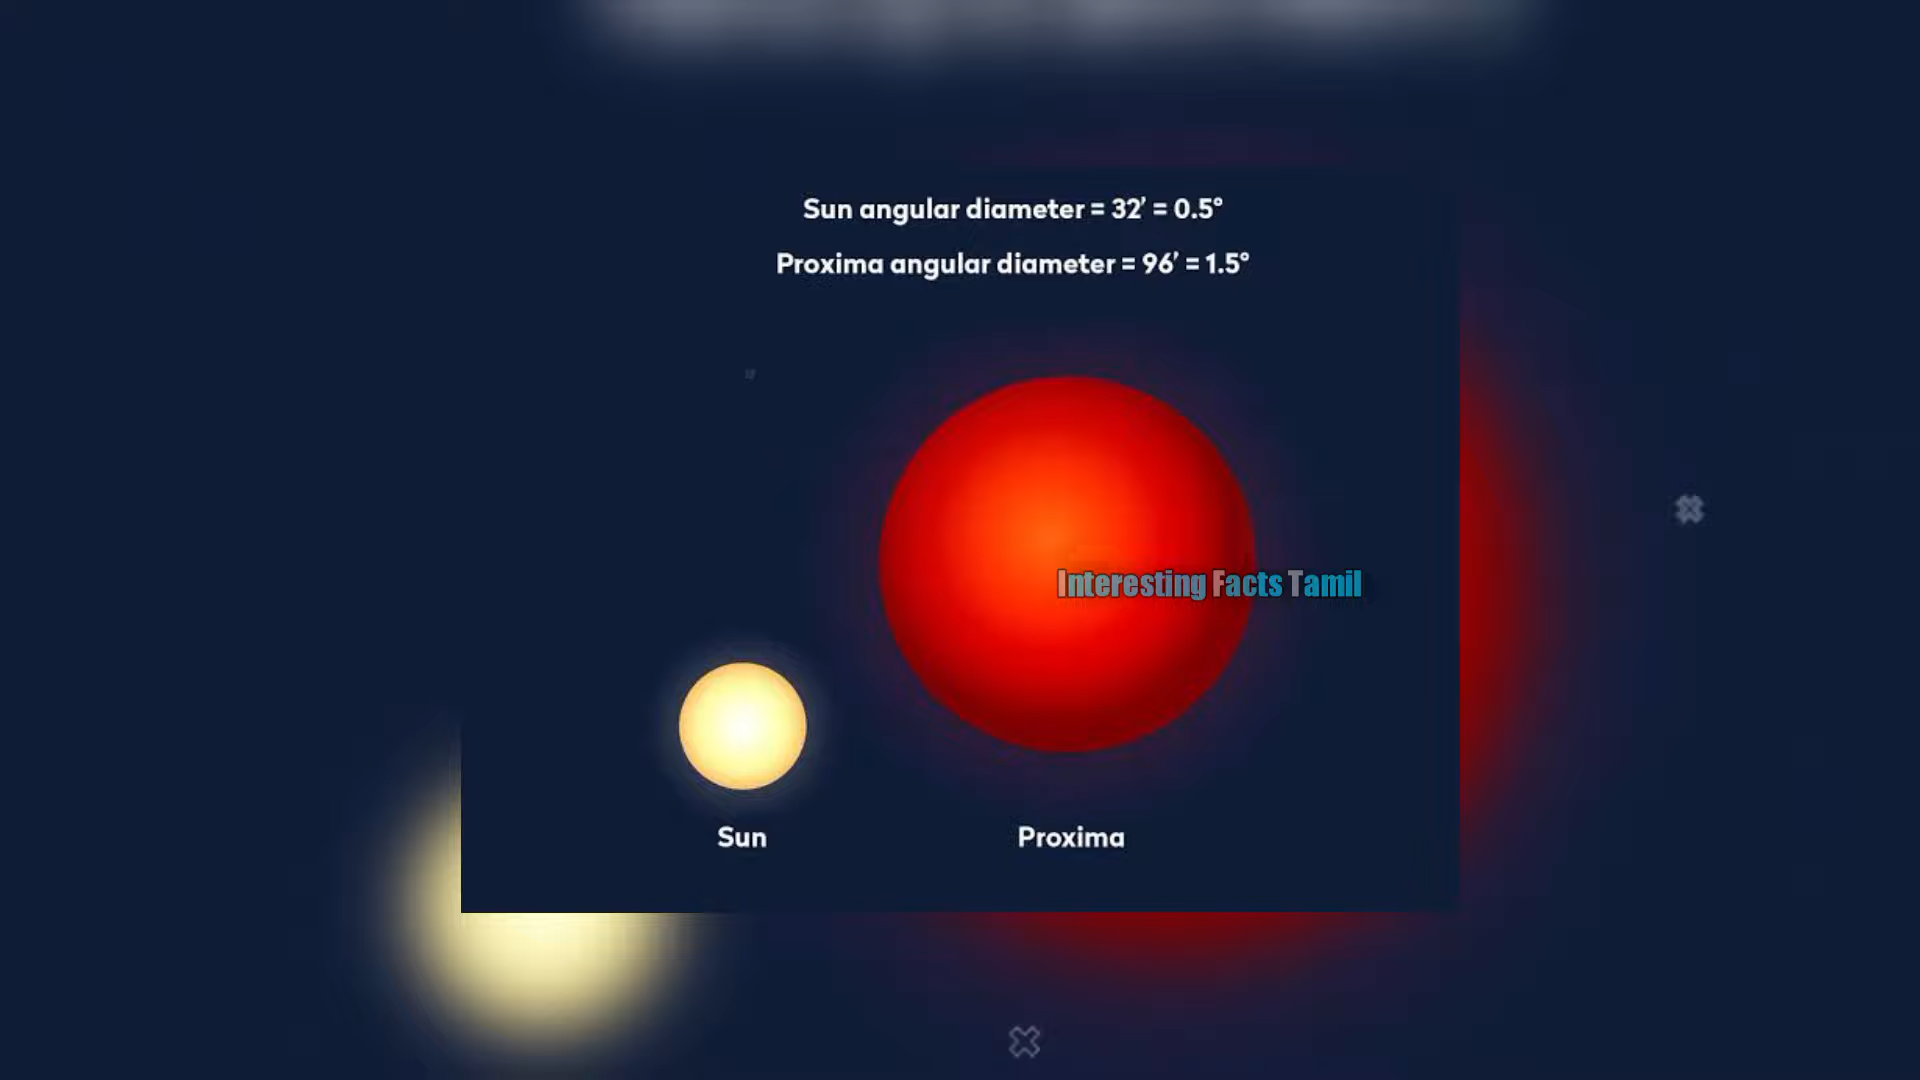 Sun angular diameter = 32′ = 0.5°
Proxima angular diameter = 96′ = 1.5°
Interesting Facts Tamil
Sun
Proxima